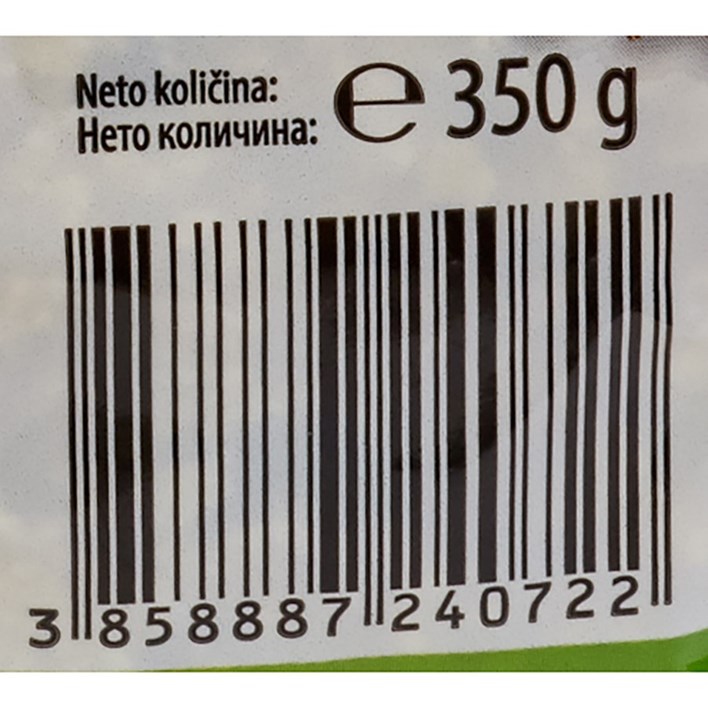 Neto količina:
Нето количина:
℮ 350 g
3 858887 240722